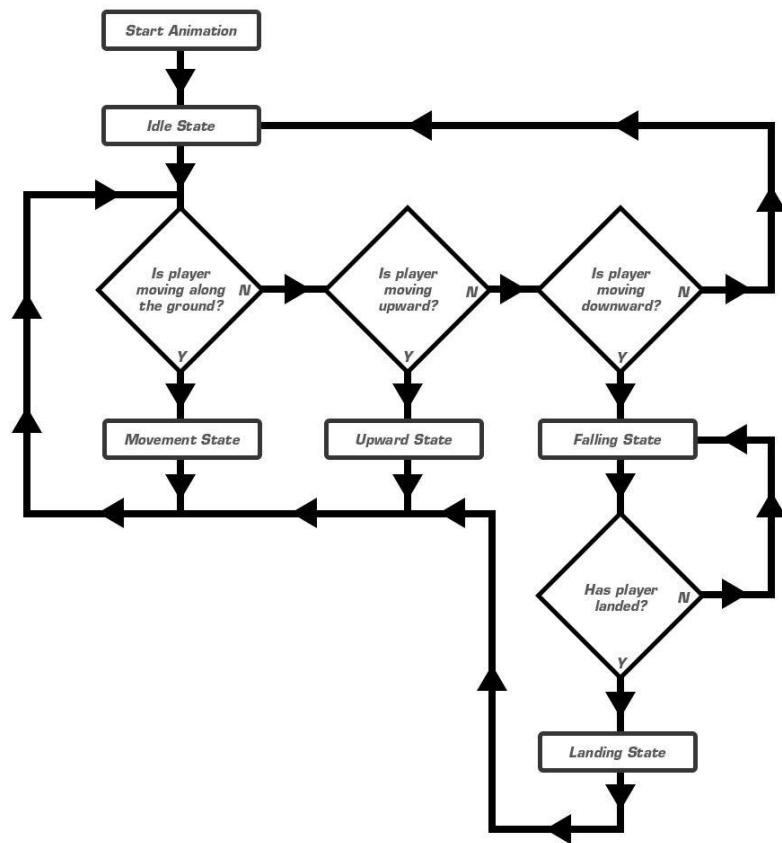 Start Animation
Idle State
Is player
moving along
the ground?
N
Y
Is player
moving
upward?
N
Y
Is player
moving
downward?
N
Y
Movement State
Upward State
Falling State
Has player
landed?
N
Y
Landing State